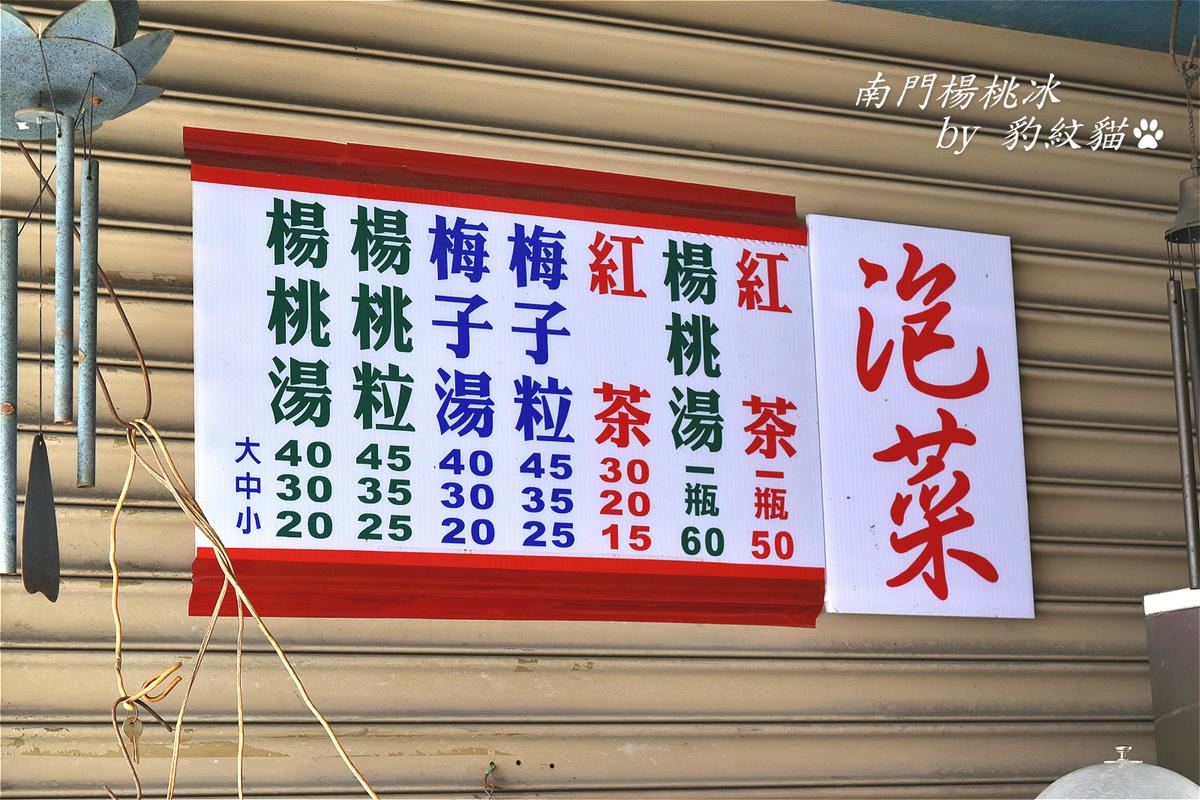 南門楊桃冰
by 豹紋貓
大 中 小
楊桃湯 40 30 20
楊桃粒 45 35 25
梅子湯 40 30 20
梅子粒 45 35 25
紅茶 30 20 15
楊桃湯一瓶 60
紅茶一瓶 50
泡菜